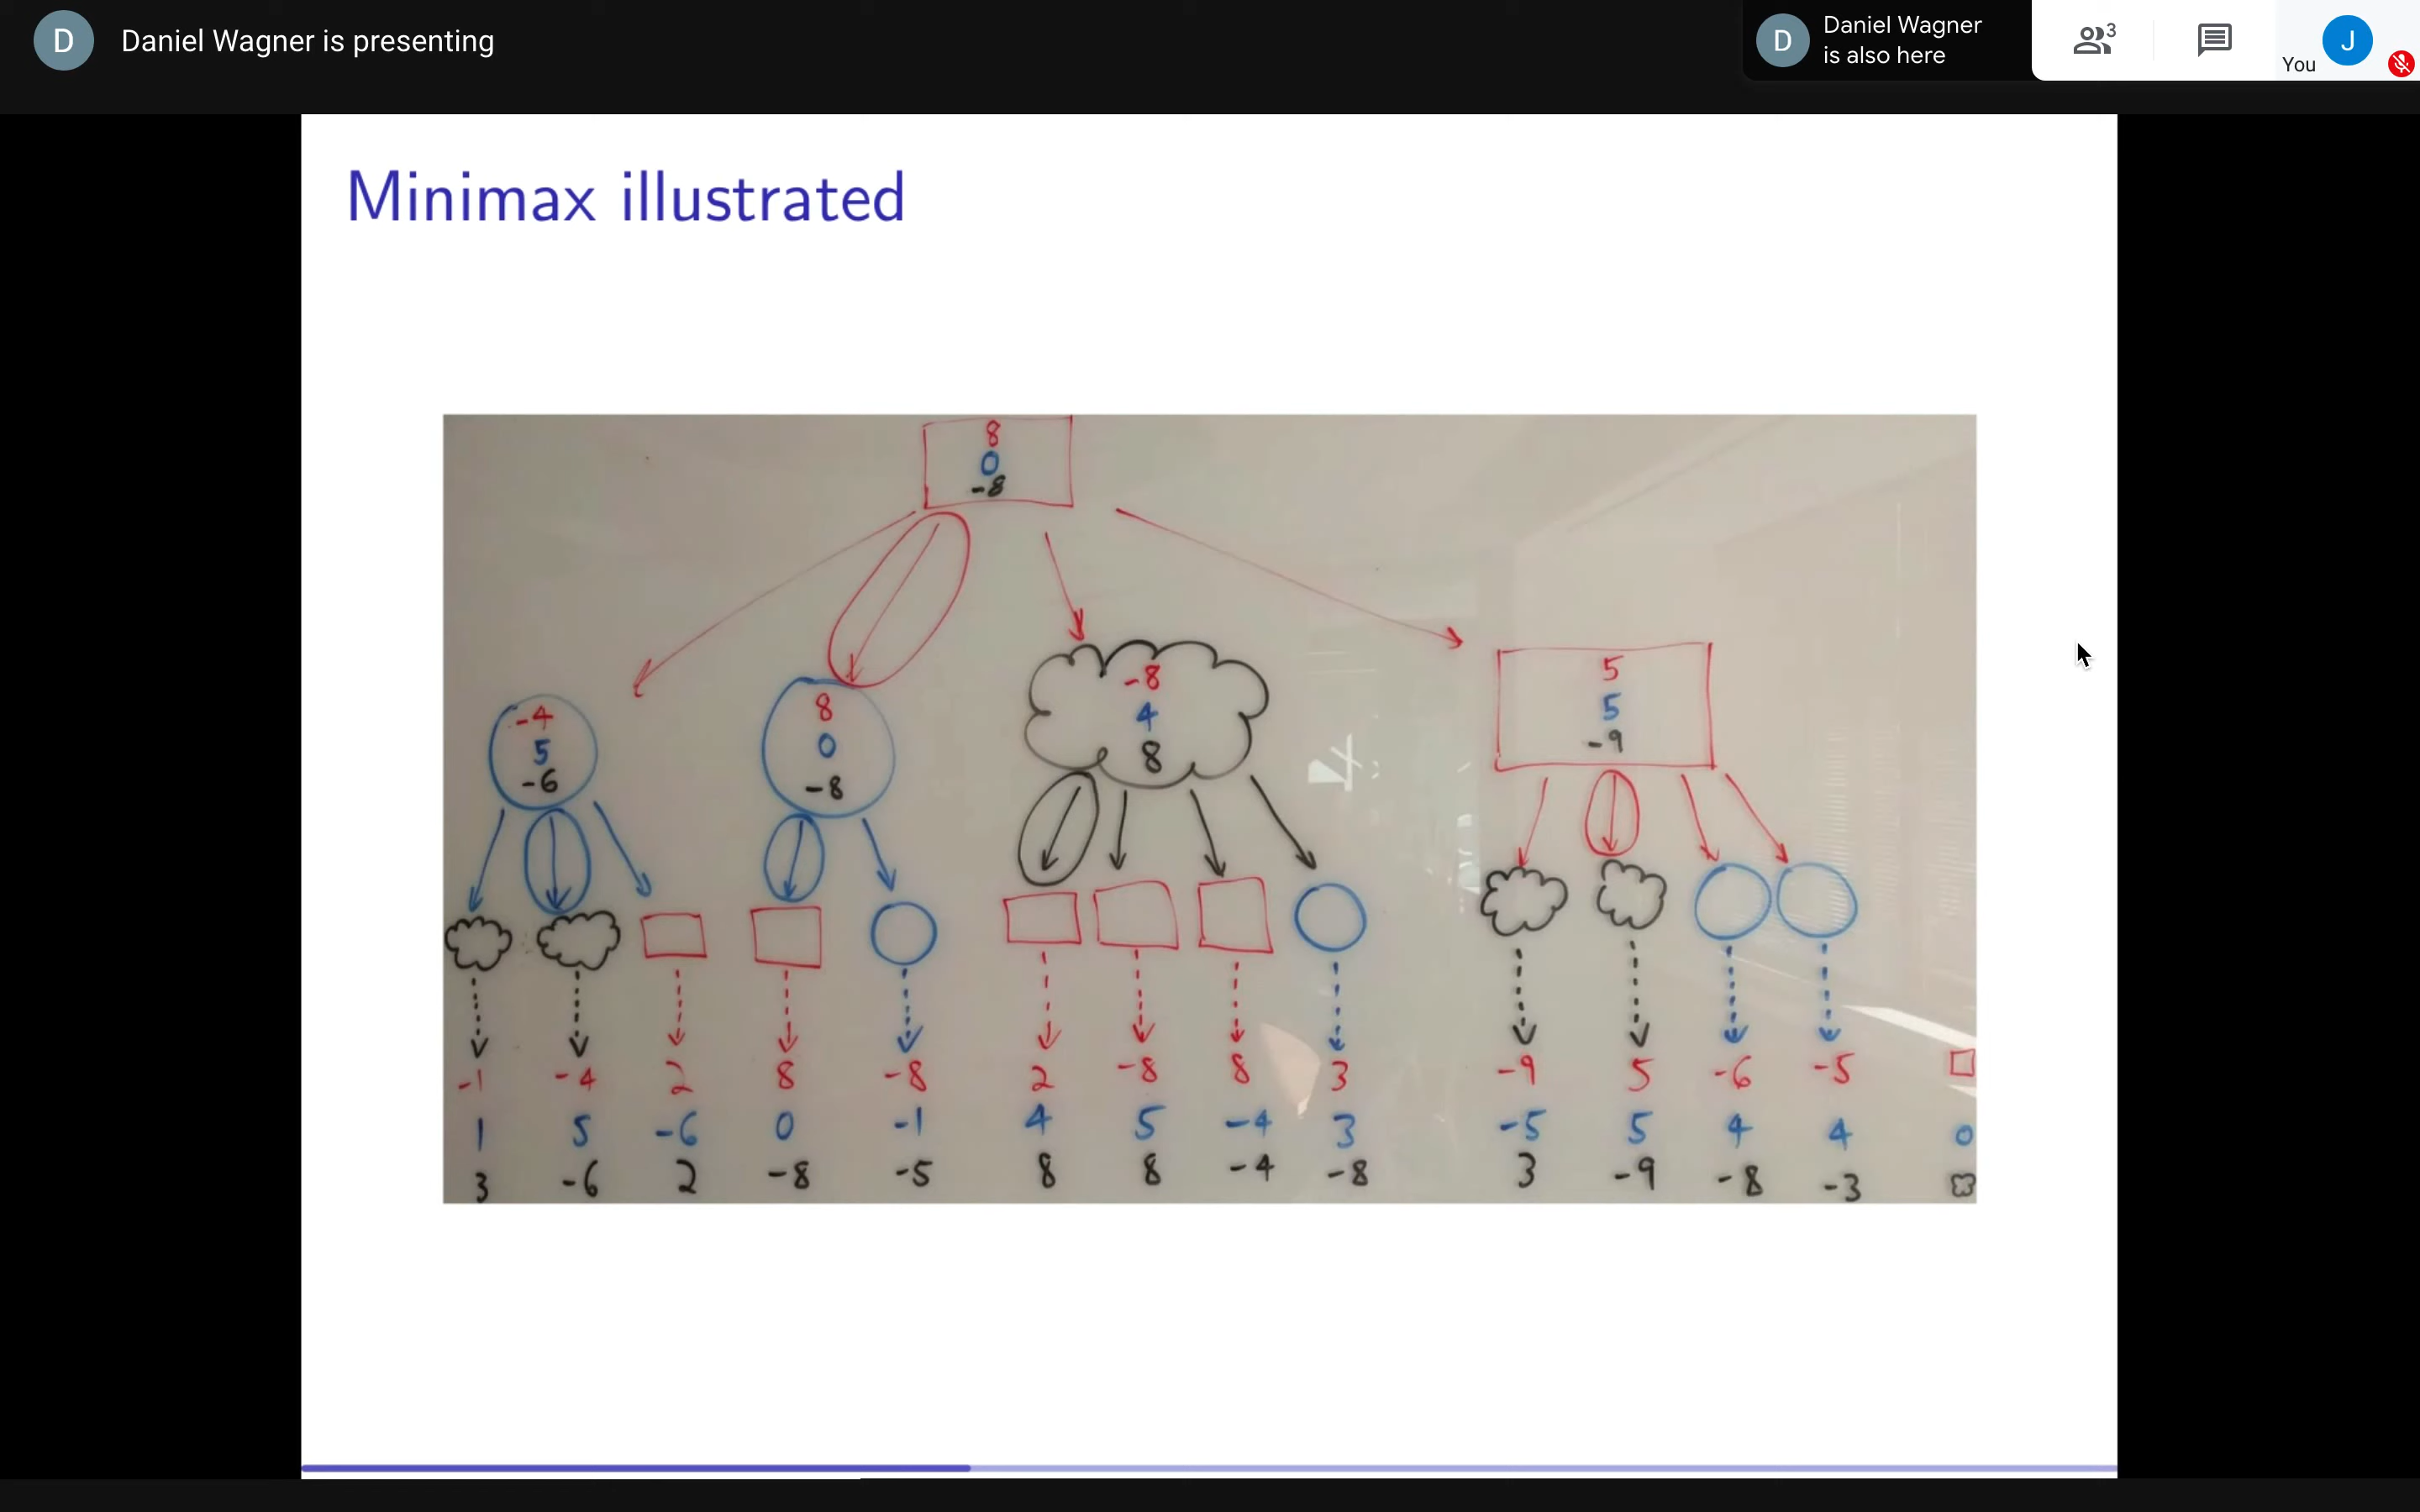 D Daniel Wagner is presenting
D Daniel Wagner
is also here
3
You J
Minimax illustrated
8
0
-8
-4
5
-6
8
0
-8
-8
4
8
5
5
-9
-1 -4 2 8 -8 2 -8 8 3 -9 5 -6 -5
1 5 -6 0 -1 4 5 -4 3 -5 5 4 4
3 -6 2 -8 -5 8 8 -4 -8 3 -9 -8 -3